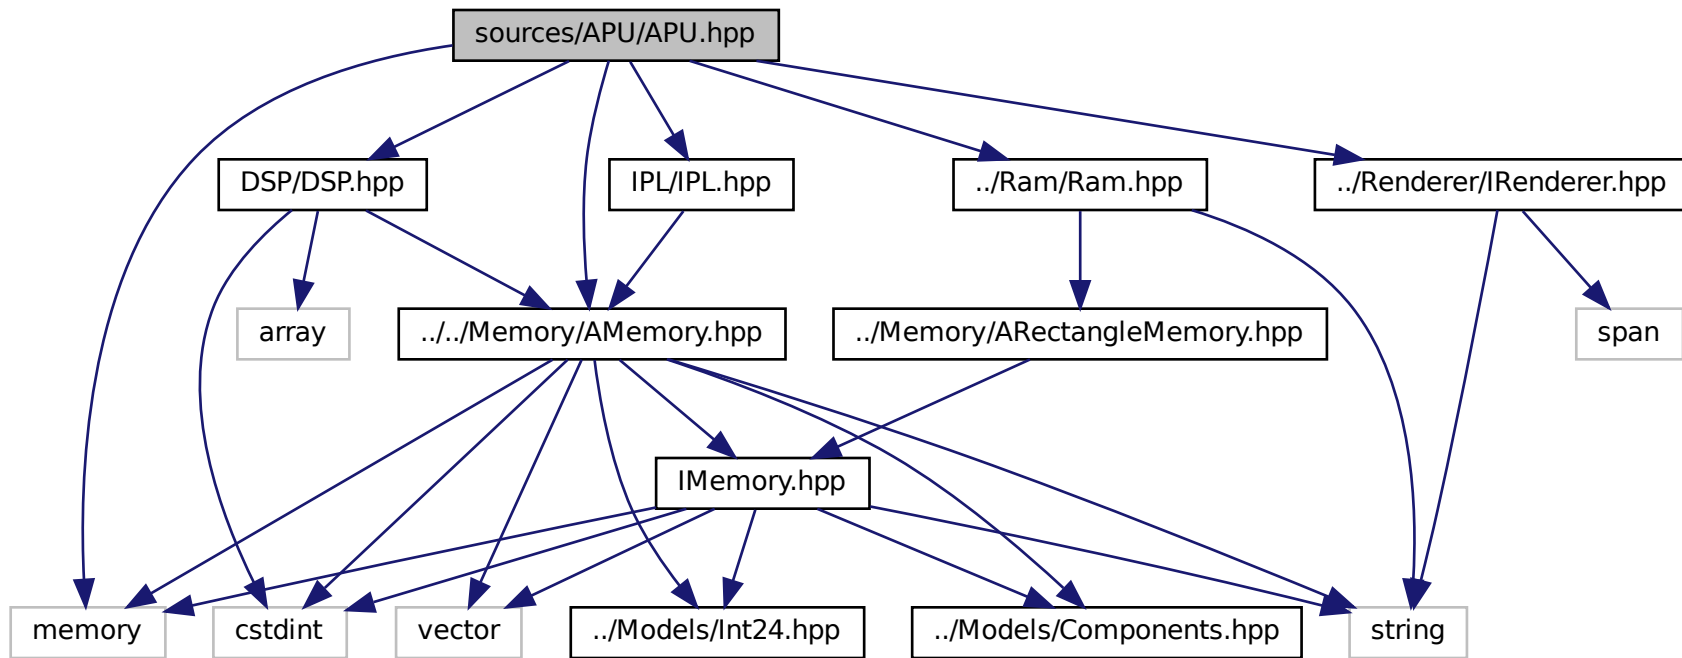 sources/APU/APU.hpp
DSP/DSP.hpp
IPL/IPL.hpp
../Ram/Ram.hpp
../Renderer/IRenderer.hpp
array
../../Memory/AMemory.hpp
../Memory/ARectangleMemory.hpp
span
IMemory.hpp
memory
cstdint
vector
../Models/Int24.hpp
../Models/Components.hpp
string